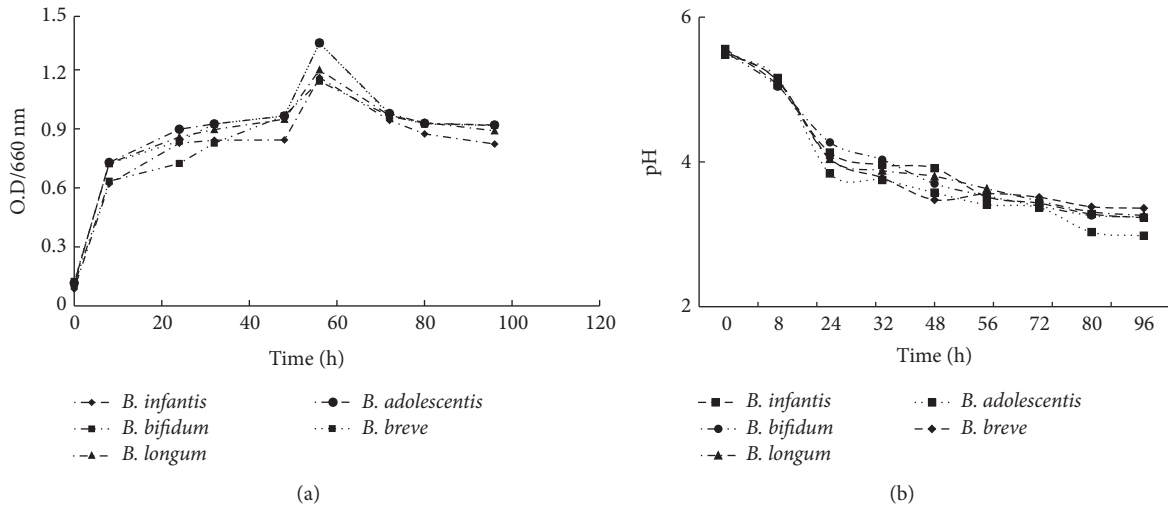 1.5
1.2
0.9
0.6
0.3
0
O.D/660 nm
0 20 40 60 80 100 120
Time (h)
B. infantis
B. bifidum
B. longum
B. adolescentis
B. breve
(a)
6
4
2
pH
0 8 24 32 48 56 72 80 96
Time (h)
B. infantis
B. bifidum
B. longum
B. adolescentis
B. breve
(b)